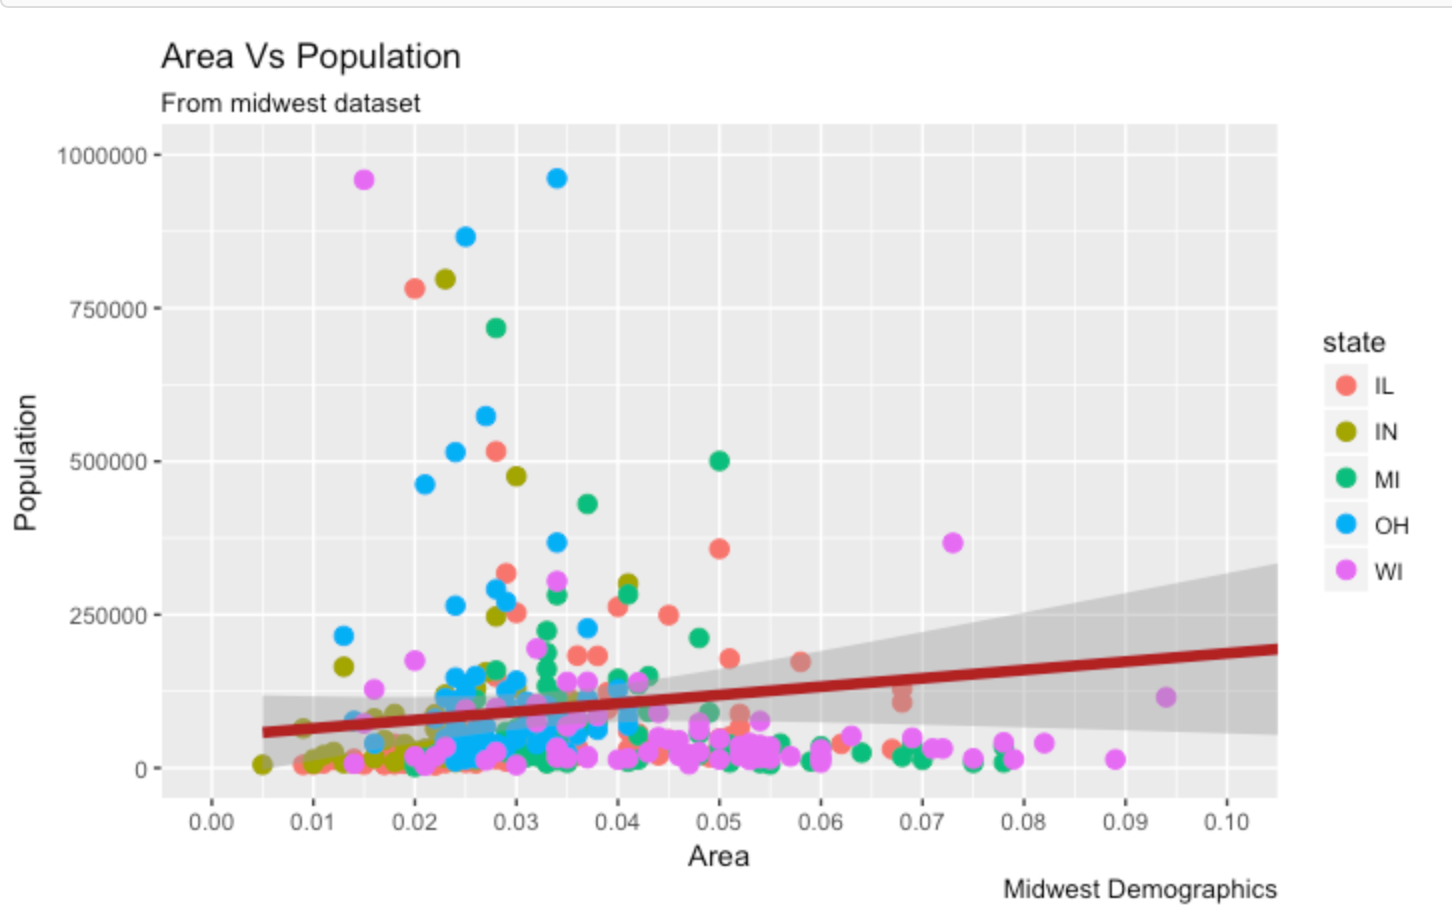 Area Vs Population
From midwest dataset
1000000
750000
500000
250000
0
Population
0.00 0.01 0.02 0.03 0.04 0.05 0.06 0.07 0.08 0.09 0.10
Area
Midwest Demographics
state
IL
IN
MI
OH
WI